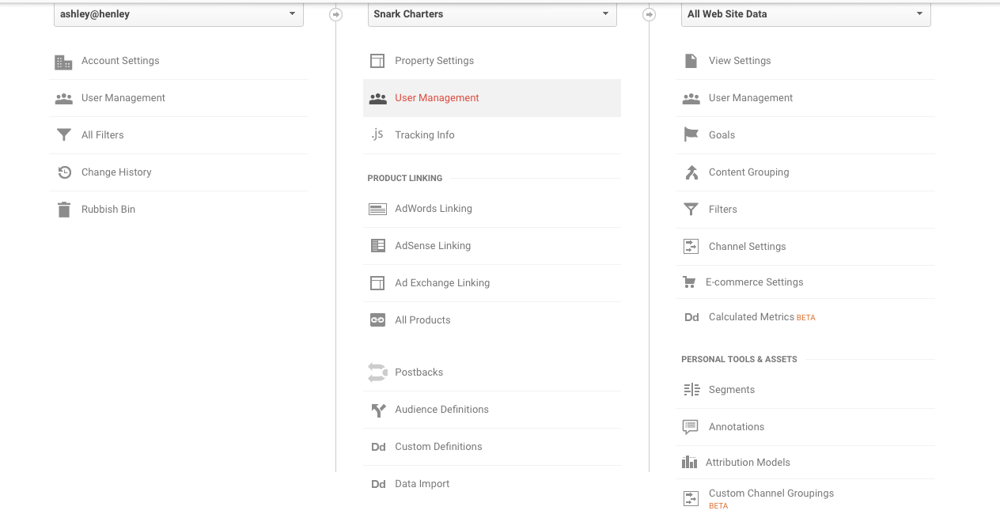 ashley@henley
Account Settings
User Management
All Filters
Change History
Rubbish Bin
Snark Charters
Property Settings
User Management
.js Tracking Info
PRODUCT LINKING
AdWords Linking
AdSense Linking
Ad Exchange Linking
All Products
Postbacks
Audience Definitions
Dd Custom Definitions
Dd Data Import
All Web Site Data
View Settings
User Management
Goals
Content Grouping
Filters
Channel Settings
E-commerce Settings
Dd Calculated Metrics BETA
PERSONAL TOOLS & ASSETS
Segments
Annotations
Attribution Models
Custom Channel Groupings
BETA